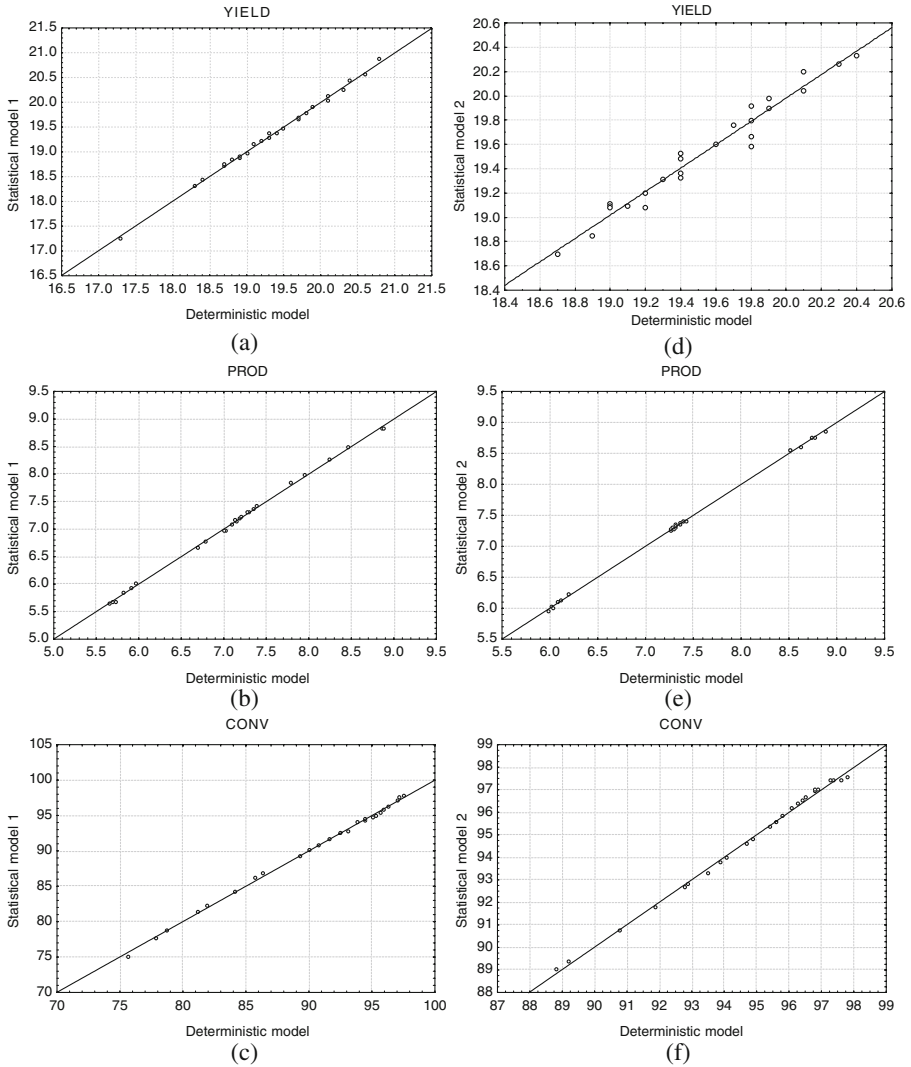 YIELD
21.5
21.0
20.5
20.0
19.5
19.0
18.5
18.0
17.5
17.0
16.5
16.5 17.0 17.5 18.0 18.5 19.0 19.5 20.0 20.5 21.0 21.5
Statistical model 1
Deterministic model
(a)
YIELD
20.6
20.4
20.2
20.0
19.8
19.6
19.4
19.2
19.0
18.8
18.6
18.4
18.4 18.6 18.8 19.0 19.2 19.4 19.6 19.8 20.0 20.2 20.4 20.6
Statistical model 2
Deterministic model
(d)
PROD
9.5
9.0
8.5
8.0
7.5
7.0
6.5
6.0
5.5
5.0
5.0 5.5 6.0 6.5 7.0 7.5 8.0 8.5 9.0 9.5
Statistical model 1
Deterministic model
(b)
PROD
9.5
9.0
8.5
8.0
7.5
7.0
6.5
6.0
5.5
5.5 6.0 6.5 7.0 7.5 8.0 8.5 9.0 9.5
Statistical model 2
Deterministic model
(e)
CONV
105
100
95
90
85
80
75
70
70 75 80 85 90 95 100
Statistical model 1
Deterministic model
(c)
CONV
99
98
97
96
95
94
93
92
91
90
89
88
87 88 89 90 91 92 93 94 95 96 97 98 99
Statistical model 2
Deterministic model
(f)